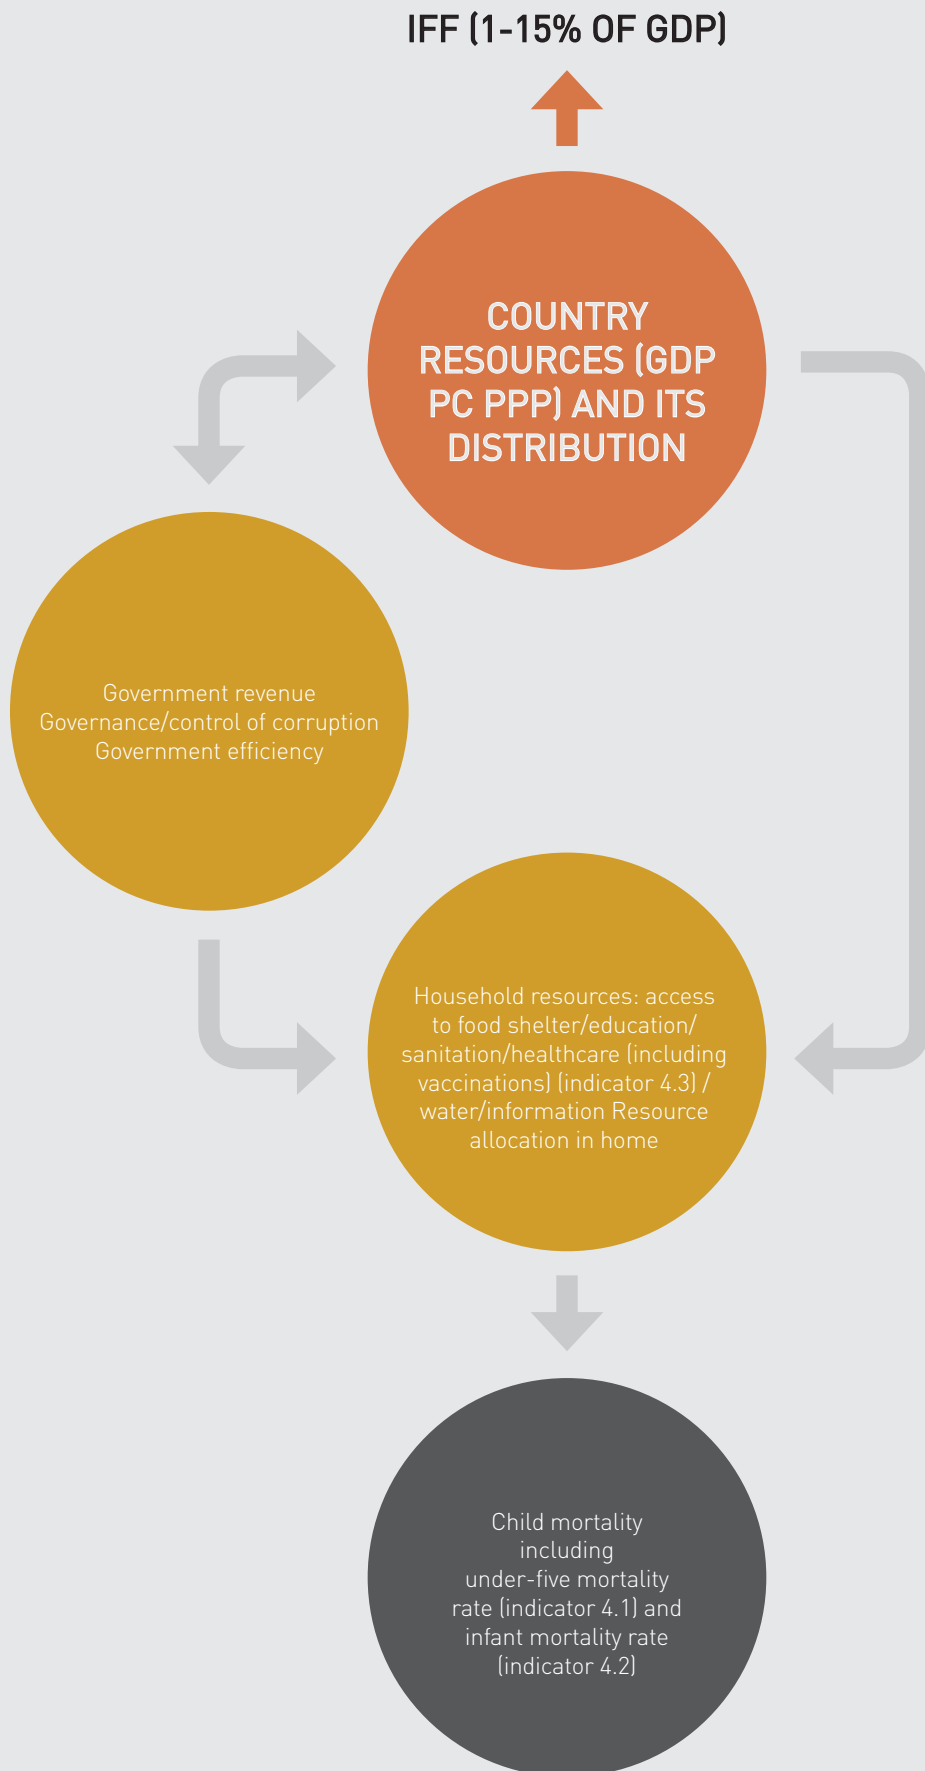 IFF (1-15% OF GDP)
COUNTRY
RESOURCES (GDP
PC PPP) AND ITS
DISTRIBUTION
Government revenue
Governance/control of corruption
Government efficiency
Household resources: access
to food shelter/education/
sanitation/healthcare (including
vaccinations) (indicator 4.3) /
water/information Resource
allocation in home
Child mortality
including
under-five mortality
rate (indicator 4.1) and
infant mortality rate
(indicator 4.2)